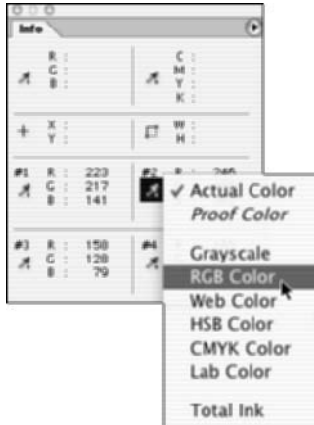 Info
R :
G :
B :
C :
M :
Y :
K :
X :
Y :
W :
H :
#1 R : 223
G : 217
B : 141
#2 R : 246
#3 R : 158
G : 128
B : 79
#4
✓ Actual Color
Proof Color
Grayscale
RGB Color
Web Color
HSB Color
CMYK Color
Lab Color
Total Ink